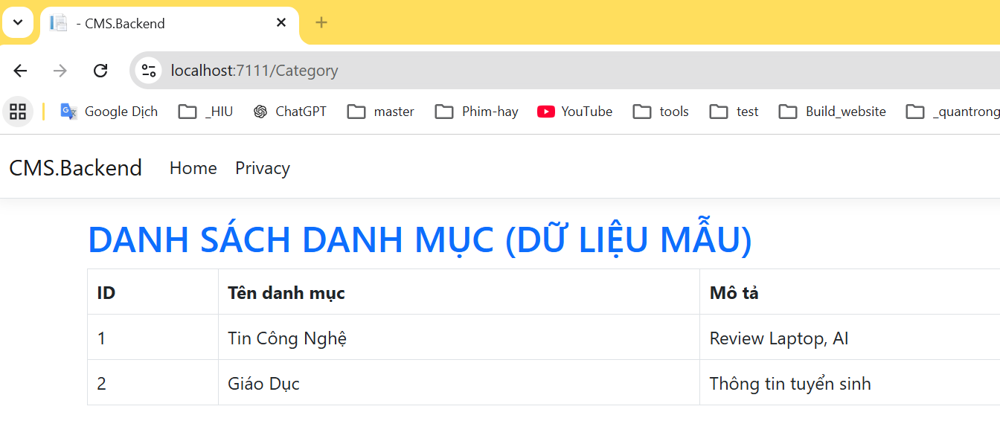 - CMS.Backend
localhost:7111/Category
Google Dịch _HIU ChatGPT master Phim-hay YouTube tools test Build_website _quantrong
CMS.Backend Home Privacy
DANH SÁCH DANH MỤC (DỮ LIỆU MẪU)
ID Tên danh mục Mô tả
1 Tin Công Nghệ Review Laptop, AI
2 Giáo Dục Thông tin tuyển sinh